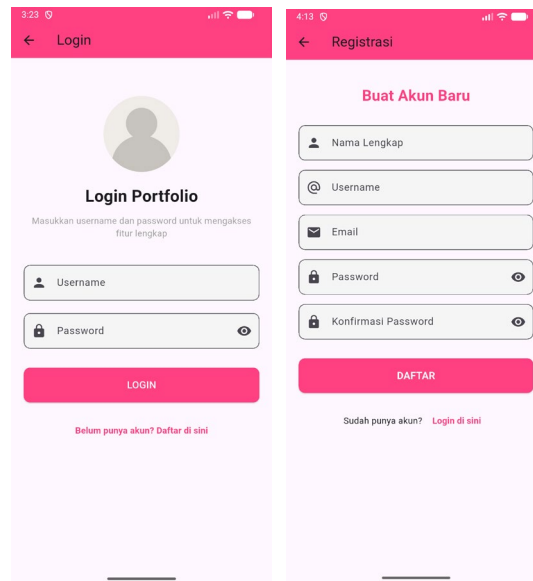 3:23
Login
Login Portfolio
Masukkan username dan password untuk mengakses
fitur lengkap
Username
Password
LOGIN
Belum punya akun? Daftar di sini
4:13
Registrasi
Buat Akun Baru
Nama Lengkap
Username
Email
Password
Konfirmasi Password
DAFTAR
Sudah punya akun? Login di sini